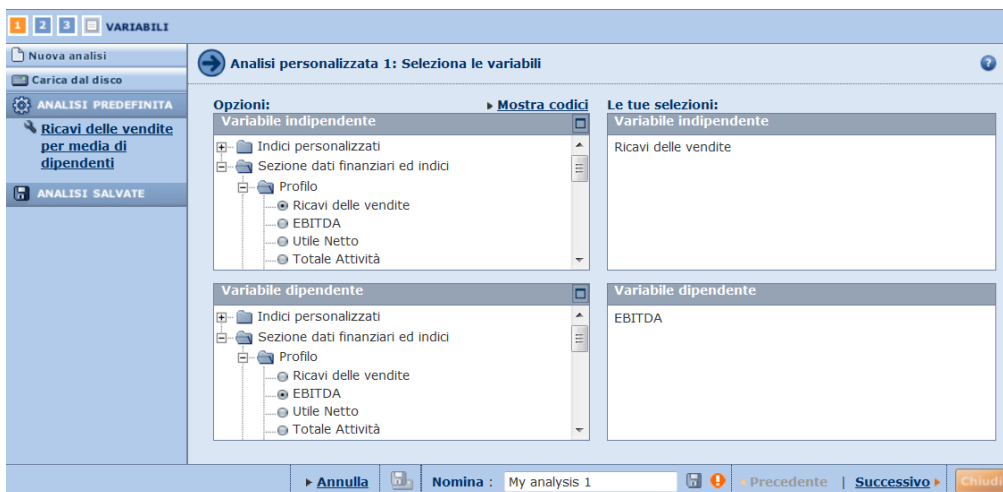 1 2 3 VARIABILI
Nuova analisi
Carica dal disco
ANALISI PREDEFINITA
Ricavi delle vendite
per media di
dipendenti
ANALISI SALVATE
Analisi personalizzata 1: Seleziona le variabili
?
Opzioni:
Mostra codici
Variabile indipendente
Indici personalizzati
Sezione dati finanziari ed indici
Profilo
Ricavi delle vendite
EBITDA
Utile Netto
Totale Attività
Le tue selezioni:
Variabile indipendente
Ricavi delle vendite
Variabile dipendente
Indici personalizzati
Sezione dati finanziari ed indici
Profilo
Ricavi delle vendite
EBITDA
Utile Netto
Totale Attività
Variabile dipendente
EBITDA
Annulla
Nomina :
My analysis 1
Precedente | Successivo
Chiudi